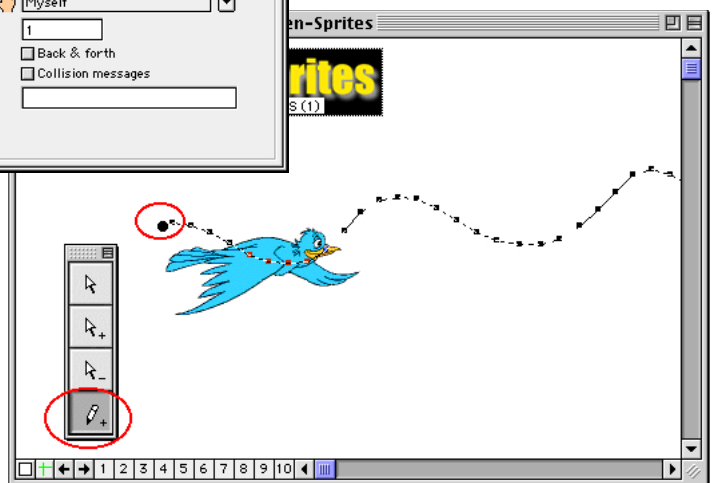 Myself
1
Back & forth
Collision messages
en-Sprites
rites
S (1)
1 2 3 4 5 6 7 8 9 10